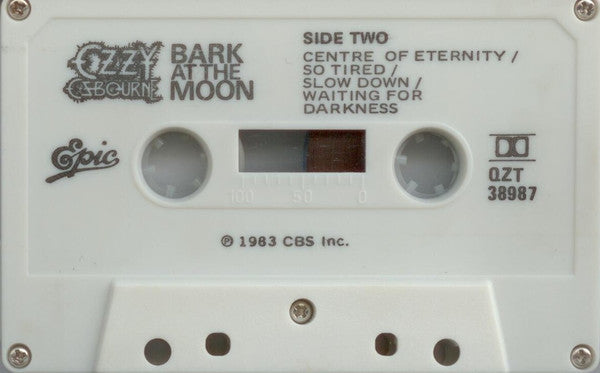 OZZY
OSBOURNE
BARK
AT THE
MOON
SIDE TWO
CENTRE OF ETERNITY /
SO TIRED /
SLOW DOWN /
WAITING FOR
DARKNESS
Epic
100 50 0
QZT
38987
℗ 1983 CBS Inc.